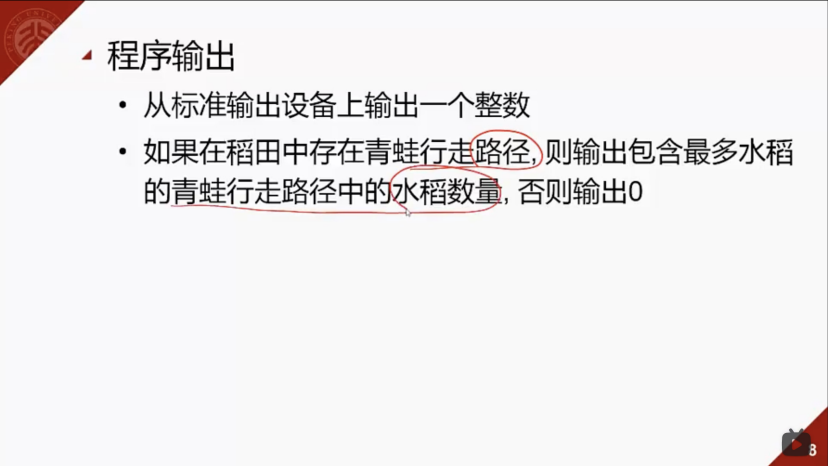 程序输出
• 从标准输出设备上输出一个整数
• 如果在稻田中存在青蛙行走路径, 则输出包含最多水稻
的青蛙行走路径中的水稻数量, 否则输出0
8